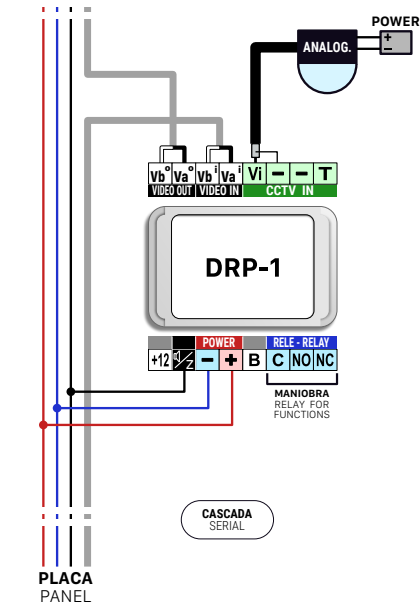 POWER
ANALOG.
+
−
Vb° Va° Vb i Va i Vi − − T
VIDEO OUT VIDEO IN CCTV IN
DRP-1
POWER RELE - RELAY
+12 Z − + B C NO NC
MANIOBRA
RELAY FOR
FUNCTIONS
CASCADA
SERIAL
PLACA
PANEL